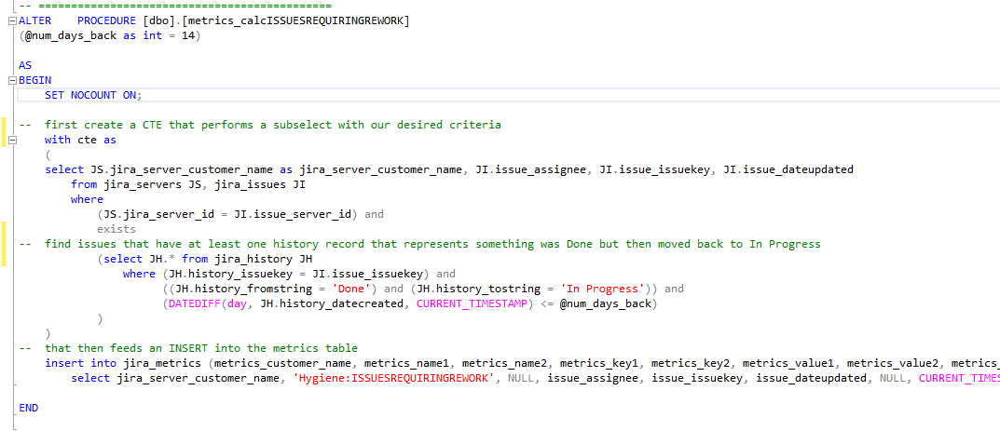 -- =============================================
ALTER PROCEDURE [dbo].[metrics_calcISSUESREQUIRINGREWORK]
(@num_days_back as int = 14)
AS
BEGIN
SET NOCOUNT ON;
-- first create a CTE that performs a subselect with our desired criteria
with cte as
(
select JS.jira_server_customer_name as jira_server_customer_name, JI.issue_assignee, JI.issue_issuekey, JI.issue_dateupdated
from jira_servers JS, jira_issues JI
where
(JS.jira_server_id = JI.issue_server_id) and
exists
-- find issues that have at least one history record that represents something was Done but then moved back to In Progress
(select JH.* from jira_history JH
where (JH.history_issuekey = JI.issue_issuekey) and
((JH.history_fromstring = 'Done') and (JH.history_tostring = 'In Progress')) and
(DATEDIFF(day, JH.history_datecreated, CURRENT_TIMESTAMP) <= @num_days_back)
)
)
-- that then feeds an INSERT into the metrics table
insert into jira_metrics (metrics_customer_name, metrics_name1, metrics_name2, metrics_key1, metrics_key2, metrics_value1, metrics_value2, metrics_
select jira_server_customer_name, 'Hygiene:ISSUESREQUIRINGREWORK', NULL, issue_assignee, issue_issuekey, issue_dateupdated, NULL, CURRENT_TIMES
END